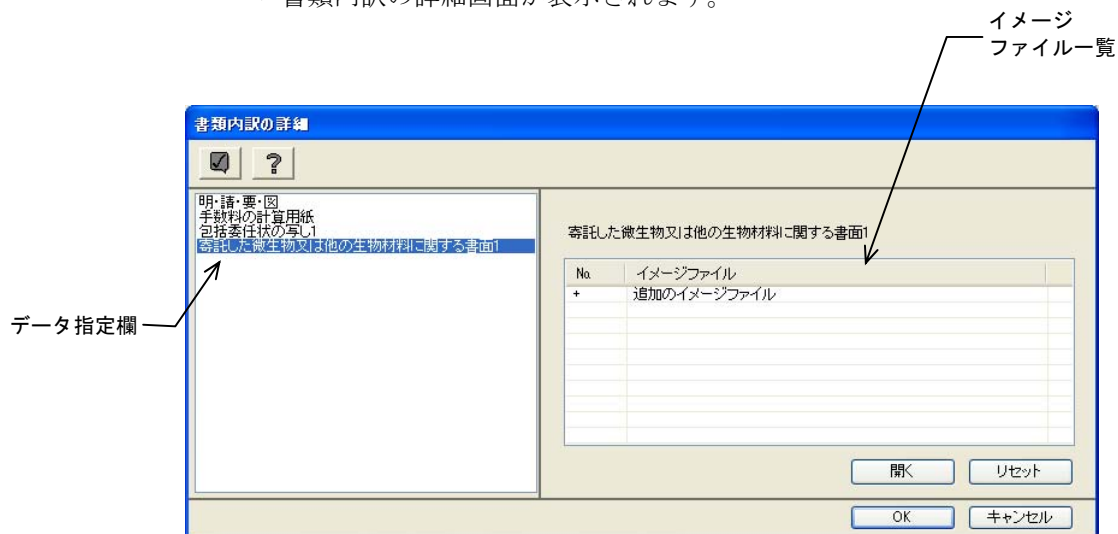 書類内訳の詳細画面が表示されます。
イメージ
ファイル一覧
書類内訳の詳細
?
明・請・要・図
手数料の計算用紙
包括委任状の写し1
寄託した微生物又は他の生物材料に関する書面1
寄託した微生物又は他の生物材料に関する書面1
No. イメージファイル
+ 追加のイメージファイル
データ指定欄
開く リセット
OK キャンセル